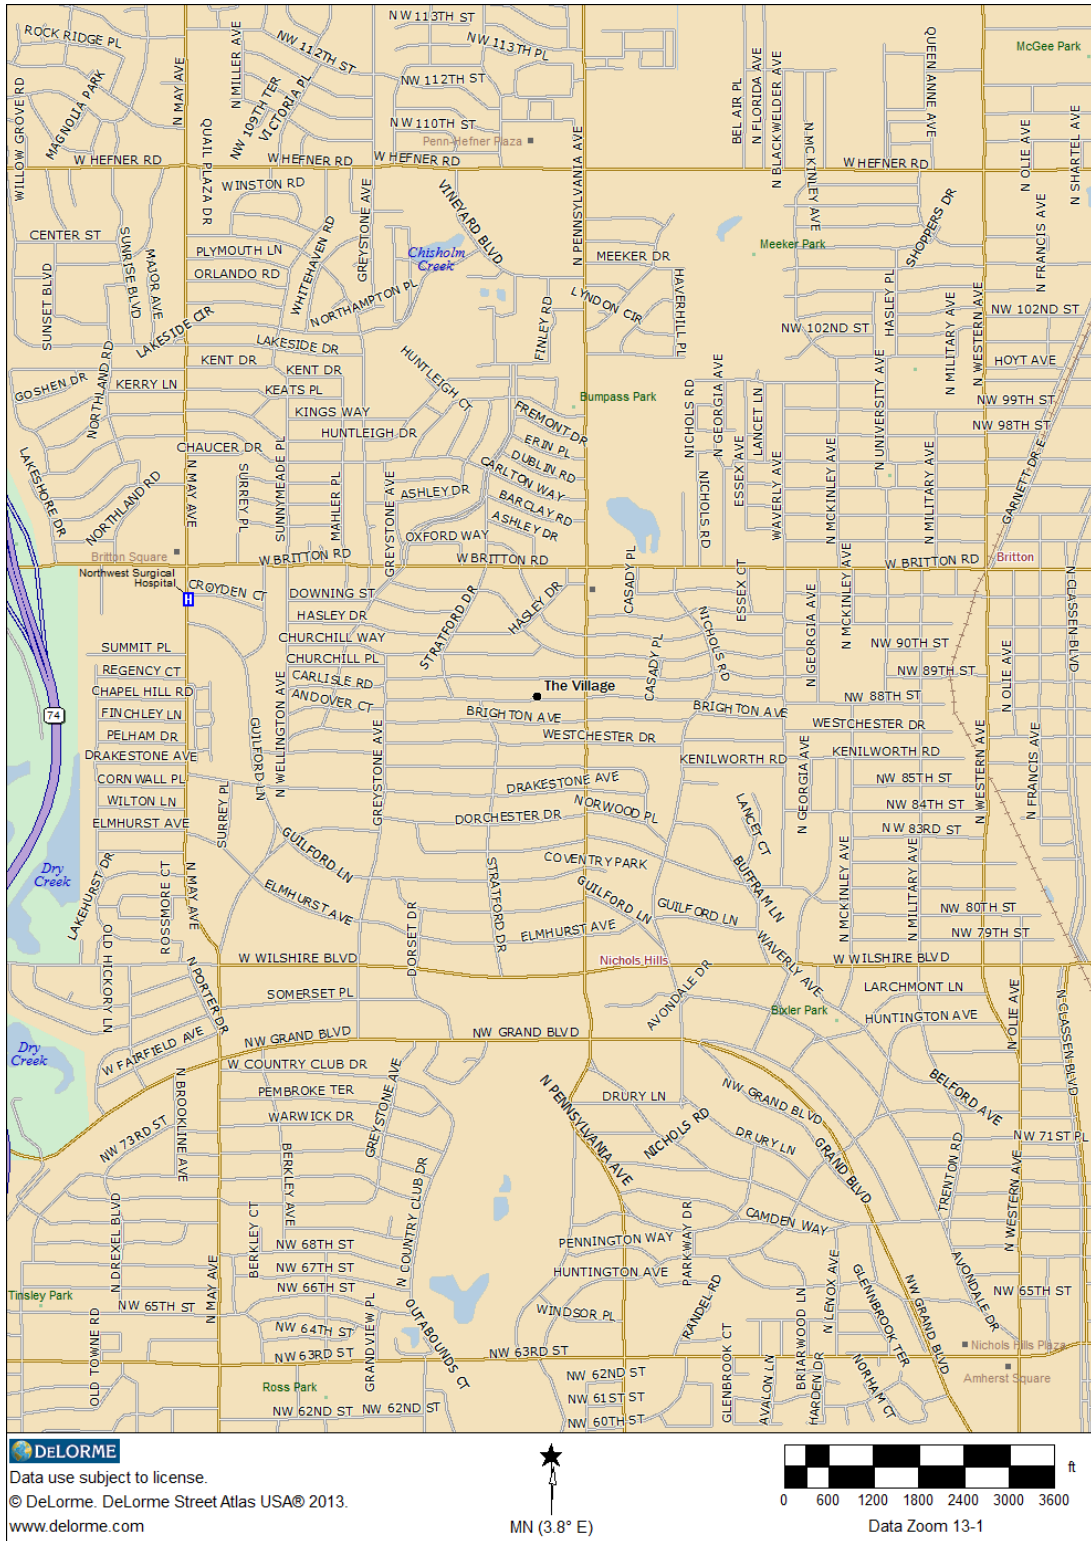 NW 113TH ST
ROCK RIDGE PL
N MILLER AVE
NW 112TH ST
NW 113TH PL
QUEEN ANNE AVE
McGee Park
WILLOW GROVE RD
MAGNOLIA PARK
N MAY AVE
NW 109TH TER
VICTORIA PL
NW 112TH ST
BEL AIR PL
N FLORIDA AVE
N BLACKWELDER AVE
NW 110TH ST
Penn-Hefner Plaza
N PENNSYLVANIA AVE
N MCKINLEY AVE
N OLIE AVE
N SHARTEL AVE
QUAIL PLAZA DR
W HEFNER RD
W HEFNER RD
W HEFNER RD
W HEFNER RD
WINSTON RD
GREYSTONE AVE
VINEYARD BLVD
SHOPPERS DR
N FRANCIS AVE
CENTER ST
SUNRISE BLVD
MAJOR AVE
PLYMOUTH LN
WHITEHAVEN RD
Chisholm
Creek
MEEKER DR
Meeker Park
SUNSET BLVD
ORLANDO RD
NORTHAMPTON PL
LYNDON CIR
HAVERHILL PL
HASLEY PL
N MILITARY AVE
N WESTERN AVE
NW 102ND ST
LAKESIDE CIR
LAKESIDE DR
FINLEY RD
NW 102ND ST
HOYT AVE
KENT DR
KENT DR
HUNTLEIGH CT
GOSHEN DR
NORTHLAND RD
KERRY LN
KEATS PL
NICHOLS RD
N GEORGIA AVE
LANCET LN
N UNIVERSITY AVE
NW 99TH ST
KINGS WAY
FREMONT DR
Bumpass Park
NW 98TH ST
HUNTLEIGH DR
ERIN PL
CHAUCER DR
DUBLIN RD
LAKESHORE DR
NORTHLAND RD
N MAY AVE
SURREY PL
SUNNYMEADE PL
MAHLER PL
GREYSTONE AVE
ASHLEY DR
CARLTON WAY
BARCLAY RD
ASHLEY DR
NICHOLS RD
ESSEX AVE
WAVERLY AVE
N MCKINLEY AVE
N MILITARY AVE
GARNETT DR E
OXFORD WAY
Britton Square
W BRITTON RD
W BRITTON RD
W BRITTON RD
Britton
Northwest Surgical
Hospital
H
CROYDEN CT
DOWNING ST
HASLEY DR
STRATFORD DR
HASLEY DR
CASADY PL
ESSEX CT
N MCKINLEY AVE
N CLASSEN BLVD
CHURCHILL WAY
NICHOLS RD
N GEORGIA AVE
NW 90TH ST
SUMMIT PL
CHURCHILL PL
REGENCY CT
CARLISLE RD
CASADY PL
NW 89TH ST
N OLIE AVE
CHAPEL HILL RD
ANDOVER CT
The Village
NW 88TH ST
74
FINCHLEY LN
BRIGHTON AVE
BRIGHTON AVE
PELHAM DR
GUILFORD LN
N WELLINGTON AVE
WESTCHESTER DR
WESTCHESTER DR
DRAKESTONE AVE
GREYSTONE AVE
KENILWORTH RD
KENILWORTH RD
N WESTERN AVE
N FRANCIS AVE
CORNWALL PL
DRAKESTONE AVE
NW 85TH ST
WILTON LN
SURREY PL
NORWOOD PL
LANCET CT
N GEORGIA AVE
NW 84TH ST
ELMHURST AVE
DORCHESTER DR
NW 83RD ST
GUILFORD LN
COVENTRY PARK
BUFFRAM LN
N MCKINLEY AVE
N MILITARY AVE
Dry
Creek
LAKEHURST DR
ROSSMORE CT
N MAY AVE
ELMHURST AVE
STRATFORD DR
GUILFORD LN
GUILFORD LN
NW 80TH ST
DORSET DR
ELMHURST AVE
NW 79TH ST
OLD HICKORY LN
W WILSHIRE BLVD
Nichols Hills
WAVERLY AVE
W WILSHIRE BLVD
N PORTER DR
SOMERSET PL
AVONDALE DR
LARCHMONT LN
Bixler Park
HUNTINGTON AVE
N OLIE AVE
N CLASSEN BLVD
Dry
Creek
W FAIRFIELD AVE
NW GRAND BLVD
NW GRAND BLVD
W COUNTRY CLUB DR
N BROOKLINE AVE
PEMBROKE TER
GREYSTONE AVE
N PENNSYLVANIA AVE
DRURY LN
NW GRAND BLVD
BELFORD AVE
WARWICK DR
NICHOLS RD
NW 73RD ST
DRURY LN
NW 71ST PL
BERKLEY AVE
GRAND BLVD
TRENTON RD
N DREXEL BLVD
BERKLEY CT
N COUNTRY CLUB DR
CAMDEN WAY
N WESTERN AVE
NW 68TH ST
PENNINGTON WAY
PARKWAY DR
NW 67TH ST
HUNTINGTON AVE
N LENOX AVE
GLENNBROOK TER
AVONDALE DR
NW 66TH ST
Tinsley Park
NW 65TH ST
N MAY AVE
GRANDVIEW PL
OUTABOUNDS CT
WINDSOR PL
RANDEL RD
NW GRAND BLVD
NW 65TH ST
OLD TOWNE RD
NW 64TH ST
BRIARWOOD LN
NW 63RD ST
NW 63RD ST
Nichols Hills Plaza
Ross Park
NW 62ND ST
GLENBROOK CT
AVALON LN
HARDEN DR
NORHAM CT
Amherst Square
NW 61ST ST
NW 62ND ST
NW 62ND ST
NW 60TH ST
DELORME
Data use subject to license.
© DeLorme. DeLorme Street Atlas USA® 2013.
www.delorme.com
MN (3.8° E)
ft
0 600 1200 1800 2400 3000 3600
Data Zoom 13-1